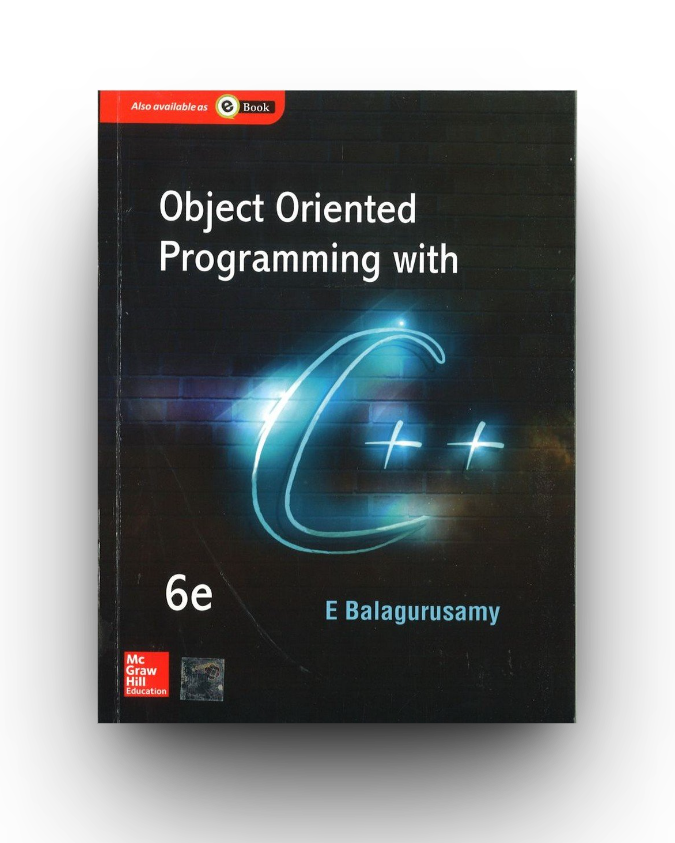 Also available as e Book
Object Oriented
Programming with
C++
6e
E Balagurusamy
Mc
Graw
Hill
Education